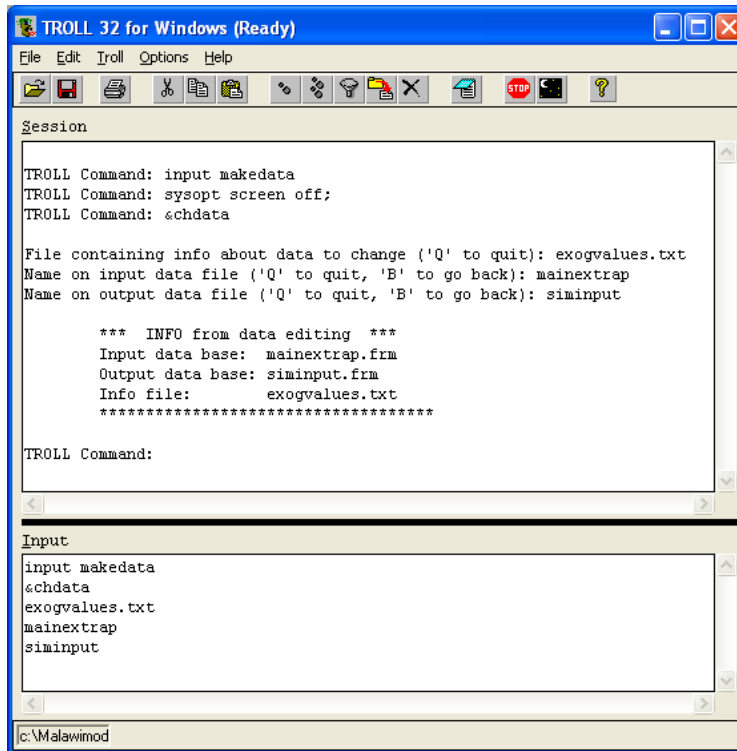 TROLL 32 for Windows (Ready)
File Edit Troll Options Help
STOP ?
Session
TROLL Command: input makedata
TROLL Command: sysopt screen off;
TROLL Command: &chdata
File containing info about data to change ('Q' to quit): exogvalues.txt
Name on input data file ('Q' to quit, 'B' to go back): mainextrap
Name on output data file ('Q' to quit, 'B' to go back): siminput
*** INFO from data editing ***
Input data base: mainextrap.frm
Output data base: siminput.frm
Info file: exogvalues.txt
************************************
TROLL Command:
Input
input makedata
&chdata
exogvalues.txt
mainextrap
siminput
c:\Malawimod